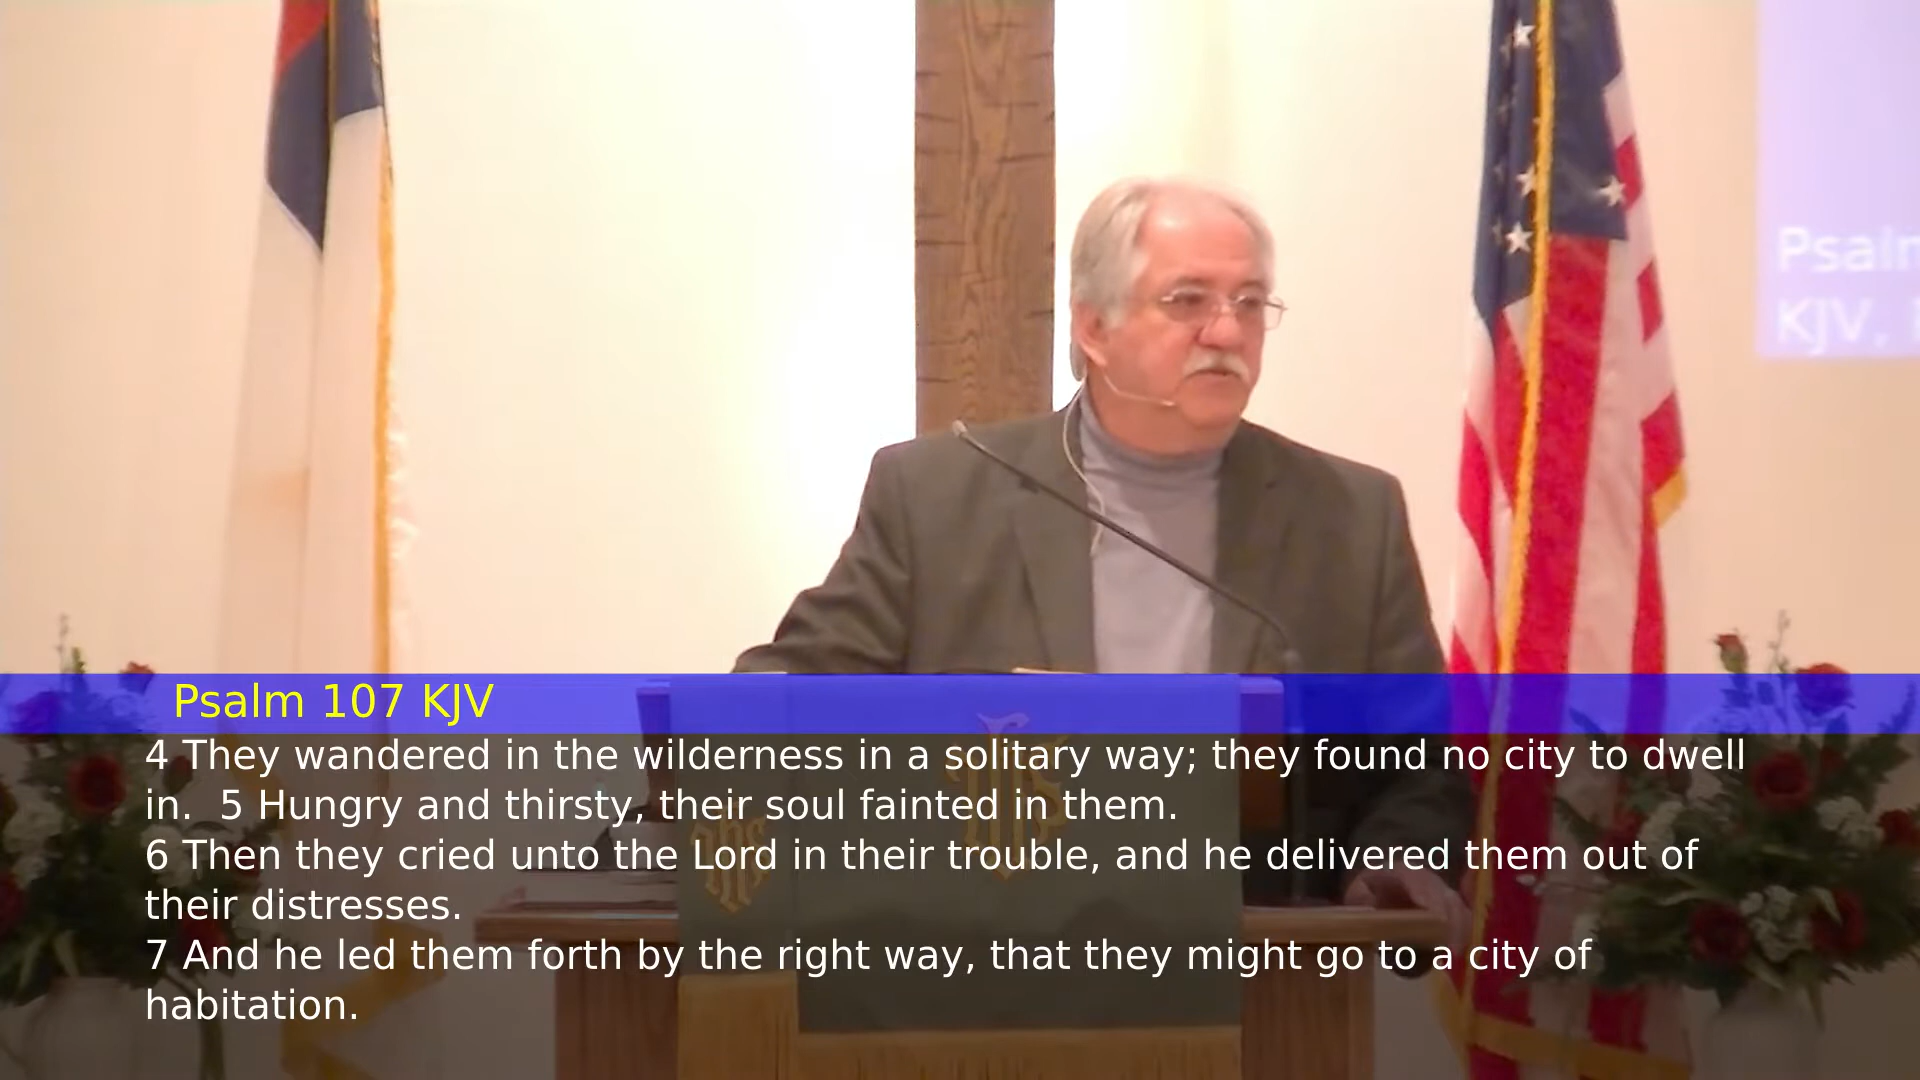 Psalm
KJV,
Psalm 107 KJV
4 They wandered in the wilderness in a solitary way; they found no city to dwell
in.  5 Hungry and thirsty, their soul fainted in them.
6 Then they cried unto the Lord in their trouble, and he delivered them out of
their distresses.
7 And he led them forth by the right way, that they might go to a city of
habitation.